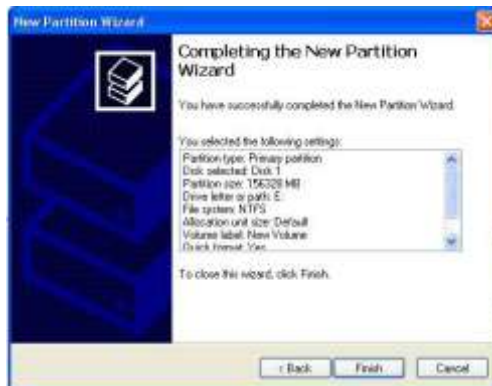 New Partition Wizard
Completing the New Partition
Wizard
You have successfully completed the New Partition Wizard.
You selected the following settings:
Partition type: Primary partition
Disk selected: Disk 1
Partition size: 156328 MB
Drive letter or path: E:
File system: NTFS
Allocation unit size: Default
Volume label: New Volume
Quick format: Yes
To close this wizard, click Finish.
< Back
Finish
Cancel